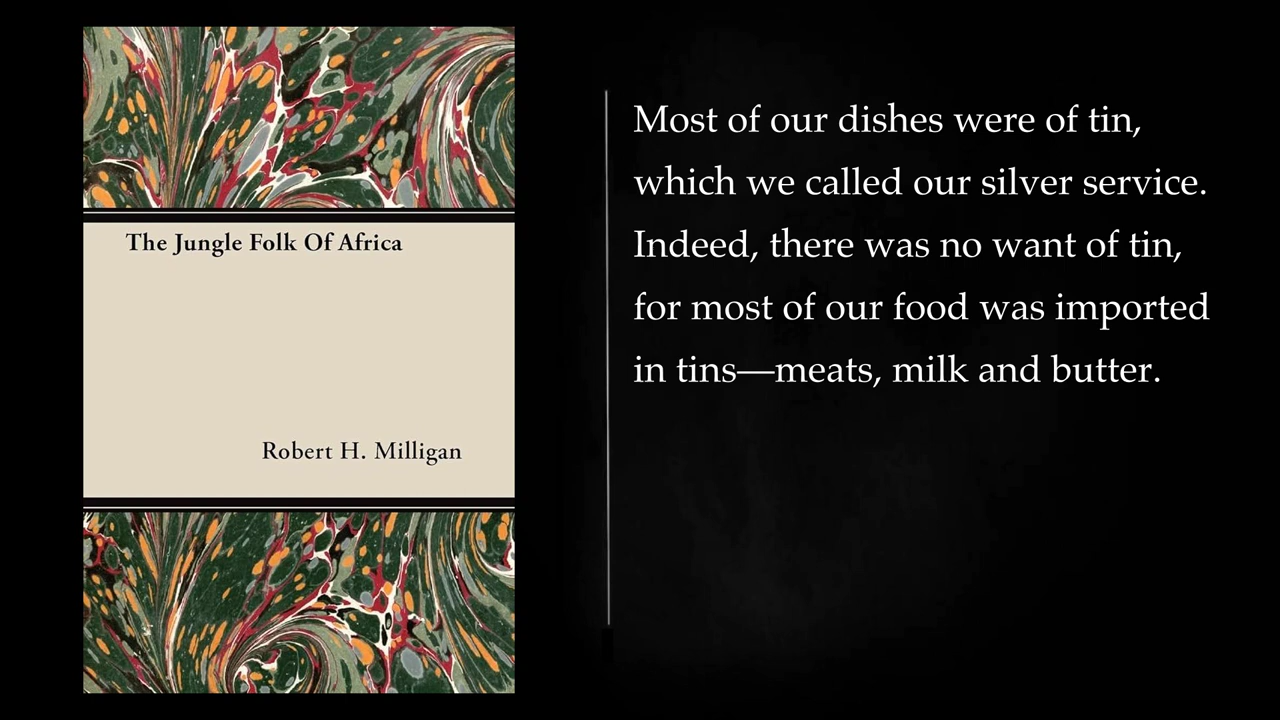 The Jungle Folk Of Africa
Robert H. Milligan
Most of our dishes were of tin,
which we called our silver service.
Indeed, there was no want of tin,
for most of our food was imported
in tins—meats, milk and butter.